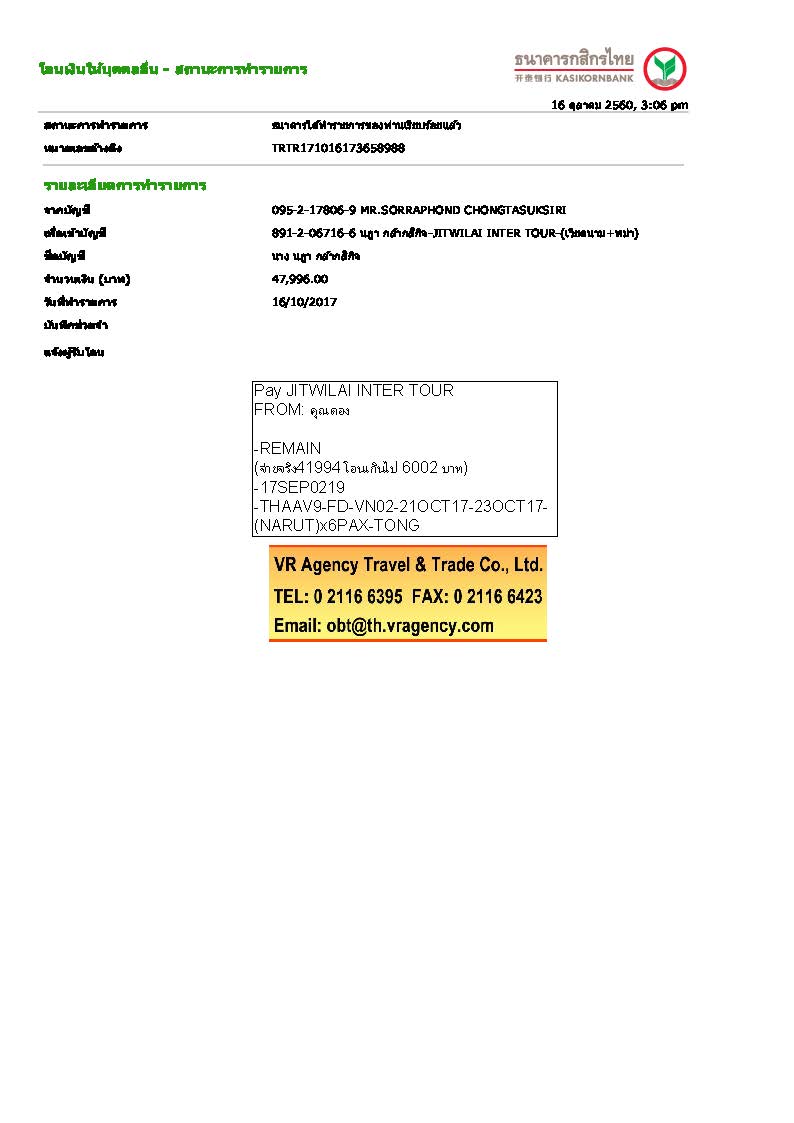 ธนาคารกสิกรไทย
开泰银行 KASIKORNBANK
โอนเงินให้บุคคลอื่น - สถานะการทำรายการ
16 ตุลาคม 2560, 3:06 pm
สถานะการทำรายการ ธนาคารได้ทำรายการของท่านเรียบร้อยแล้ว
หมายเลขอ้างอิง TRTR171016173658988
รายละเอียดการทำรายการ
จากบัญชี 095-2-17806-9 MR.SORRAPHOND CHONGTASUKSIRI
เพื่อเข้าบัญชี 891-2-06716-6 นฎา กล้ากสิกิจ-JITWILAI INTER TOUR-(เวียดนาม+พม่า)
ชื่อบัญชี นาง นฎา กล้ากสิกิจ
จำนวนเงิน (บาท) 47,996.00
วันที่ทำรายการ 16/10/2017
บันทึกช่วยจำ
แจ้งผู้รับโอน
Pay JITWILAI INTER TOUR
FROM: คุณตอง
-REMAIN
(จ่ายจริง41994 โอนเกินไป 6002 บาท)
-17SEP0219
-THAAV9-FD-VN02-21OCT17-23OCT17-
(NARUT)x6PAX-TONG
VR Agency Travel & Trade Co., Ltd.
TEL: 0 2116 6395 FAX: 0 2116 6423
Email: obt@th.vragency.com